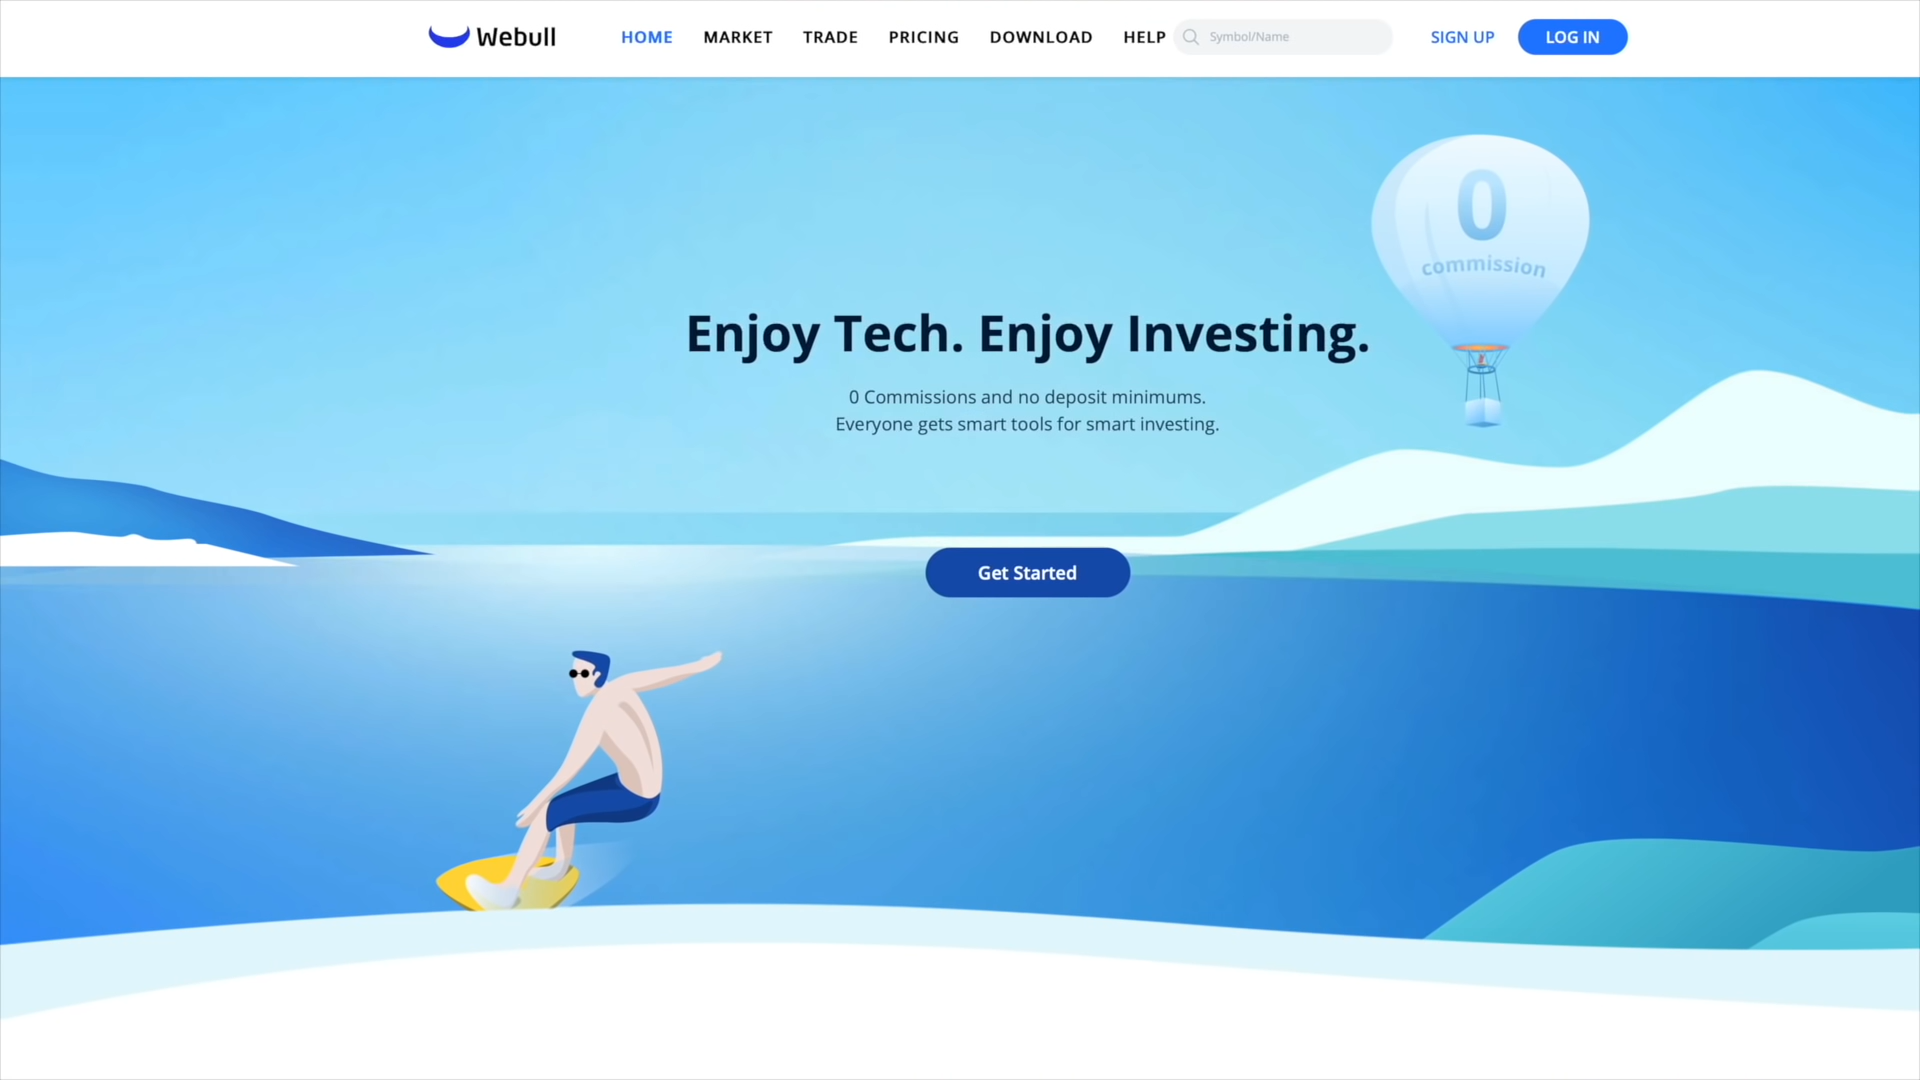 Webull
HOME MARKET TRADE PRICING DOWNLOAD HELP Symbol/Name SIGN UP LOG IN
0
commission
Enjoy Tech. Enjoy Investing.
0 Commissions and no deposit minimums.
Everyone gets smart tools for smart investing.
Get Started